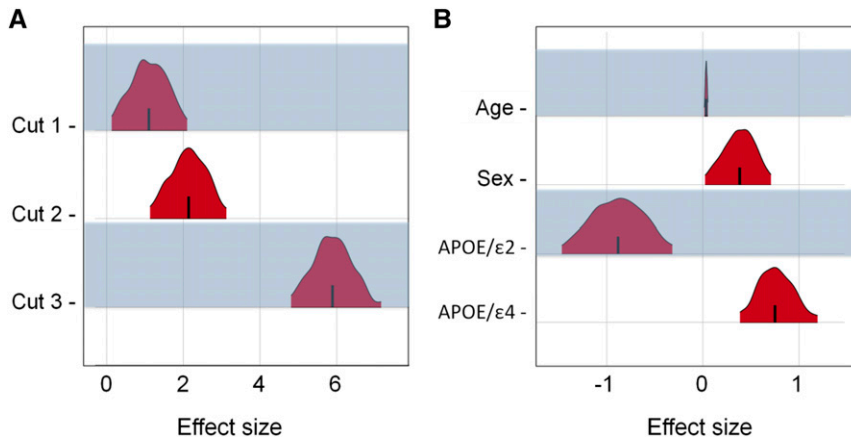 A
Cut 1 -
Cut 2 -
Cut 3 -
0 2 4 6
Effect size
B
Age -
Sex -
APOE/ε2 -
APOE/ε4 -
-1 0 1
Effect size